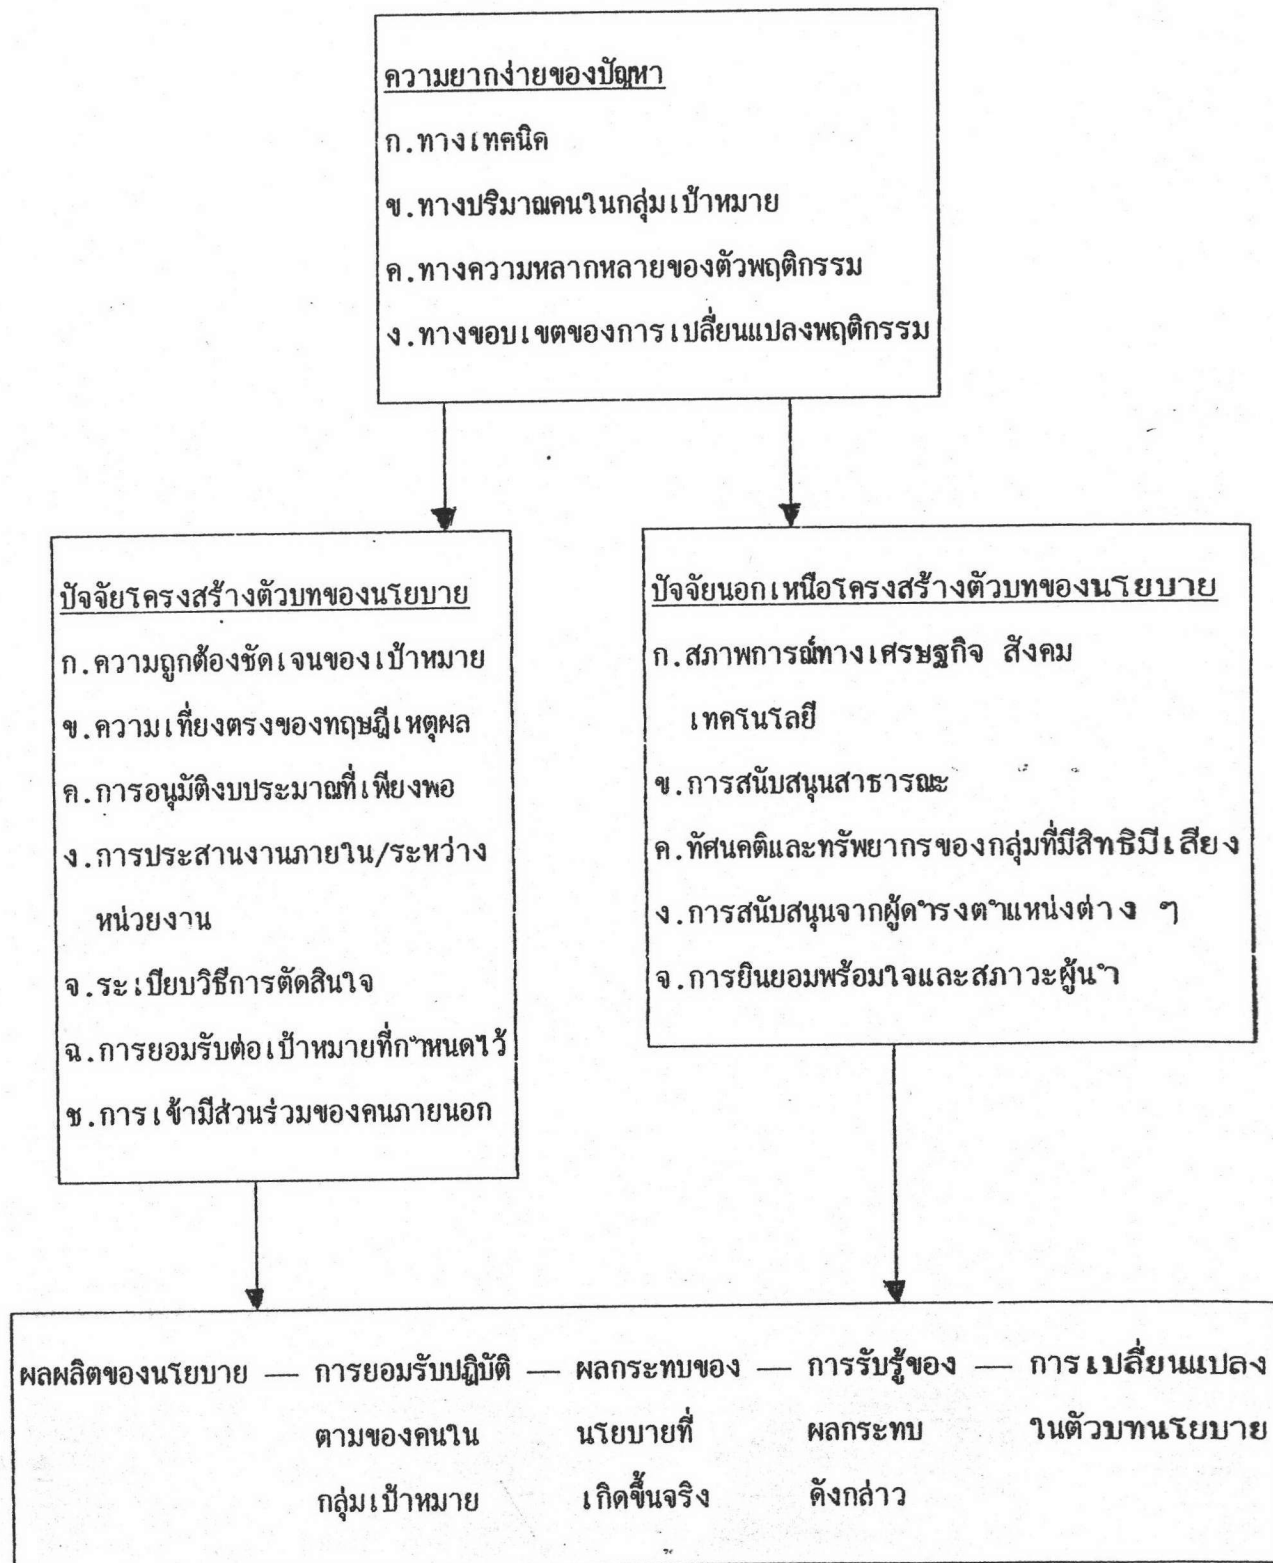 ความยากง่ายของปัญหา
ก.ทางเทคนิค
ข.ทางปริมาณคนในกลุ่มเป้าหมาย
ค.ทางความหลากหลายของตัวพฤติกรรม
ง.ทางขอบเขตของการเปลี่ยนแปลงพฤติกรรม
ปัจจัยโครงสร้างตัวบทของนโยบาย
ก.ความถูกต้องชัดเจนของเป้าหมาย
ข.ความเที่ยงตรงของทฤษฎีเหตุผล
ค.การอนุมัติงบประมาณที่เพียงพอ
ง.การประสานงานภายใน/ระหว่าง
หน่วยงาน
จ.ระเบียบวิธีการตัดสินใจ
ฉ.การยอมรับต่อเป้าหมายที่กำหนดไว้
ช.การเข้ามีส่วนร่วมของคนภายนอก
ปัจจัยนอกเหนือโครงสร้างตัวบทของนโยบาย
ก.สภาพการณ์ทางเศรษฐกิจ สังคม
เทคโนโลยี
ข.การสนับสนุนสาธารณะ
ค.ทัศนคติและทรัพยากรของกลุ่มที่มีสิทธิมีเสียง
ง.การสนับสนุนจากผู้ดำรงตำแหน่งต่าง ๆ
จ.การยินยอมพร้อมใจและสภาวะผู้นำ
ผลผลิตของนโยบาย — การยอมรับปฏิบัติ — ผลกระทบของ — การรับรู้ของ — การเปลี่ยนแปลง
ตามของคนใน นโยบายที่ ผลกระทบ ในตัวบทนโยบาย
กลุ่มเป้าหมาย เกิดขึ้นจริง ดังกล่าว